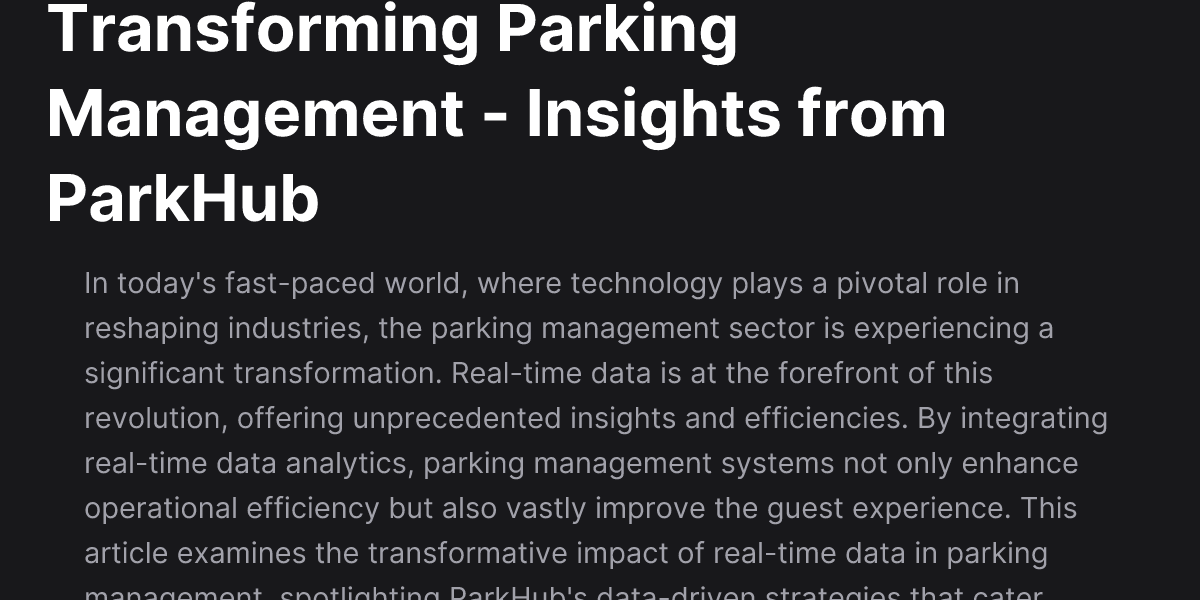 Transforming Parking
Management - Insights from
ParkHub
In today's fast-paced world, where technology plays a pivotal role in
reshaping industries, the parking management sector is experiencing a
significant transformation. Real-time data is at the forefront of this
revolution, offering unprecedented insights and efficiencies. By integrating
real-time data analytics, parking management systems not only enhance
operational efficiency but also vastly improve the guest experience. This
article examines the transformative impact of real-time data in parking
management, spotlighting ParkHub's data-driven strategies that cater